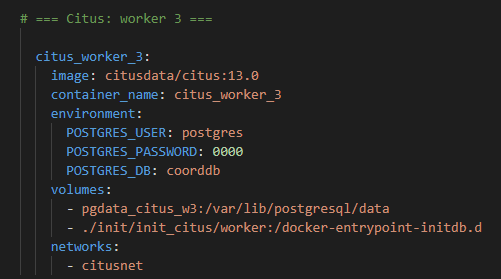 # === Citus: worker 3 ===
citus_worker_3:
image: citusdata/citus:13.0
container_name: citus_worker_3
environment:
POSTGRES_USER: postgres
POSTGRES_PASSWORD: 0000
POSTGRES_DB: coorddb
volumes:
- pgdata_citus_w3:/var/lib/postgresql/data
- ./init/init_citus/worker:/docker-entrypoint-initdb.d
networks:
- citusnet